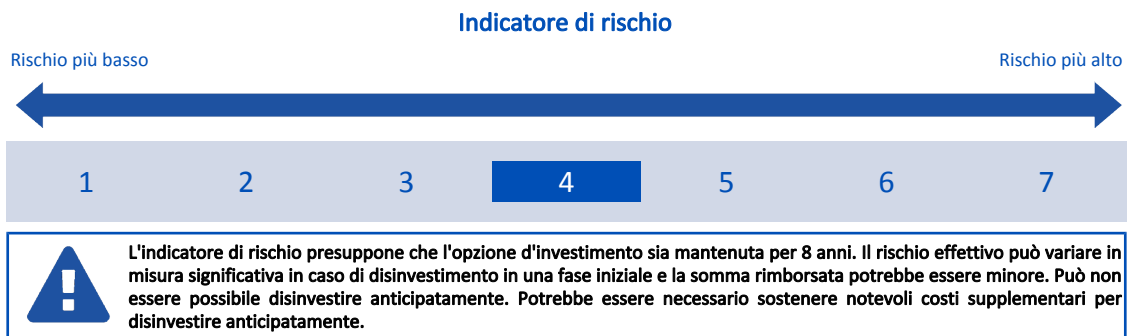 Indicatore di rischio
Rischio più basso
Rischio più alto
1 2 3 4 5 6 7
L'indicatore di rischio presuppone che l'opzione d'investimento sia mantenuta per 8 anni. Il rischio effettivo può variare in
misura significativa in caso di disinvestimento in una fase iniziale e la somma rimborsata potrebbe essere minore. Può non
essere possibile disinvestire anticipatamente. Potrebbe essere necessario sostenere notevoli costi supplementari per
disinvestire anticipatamente.